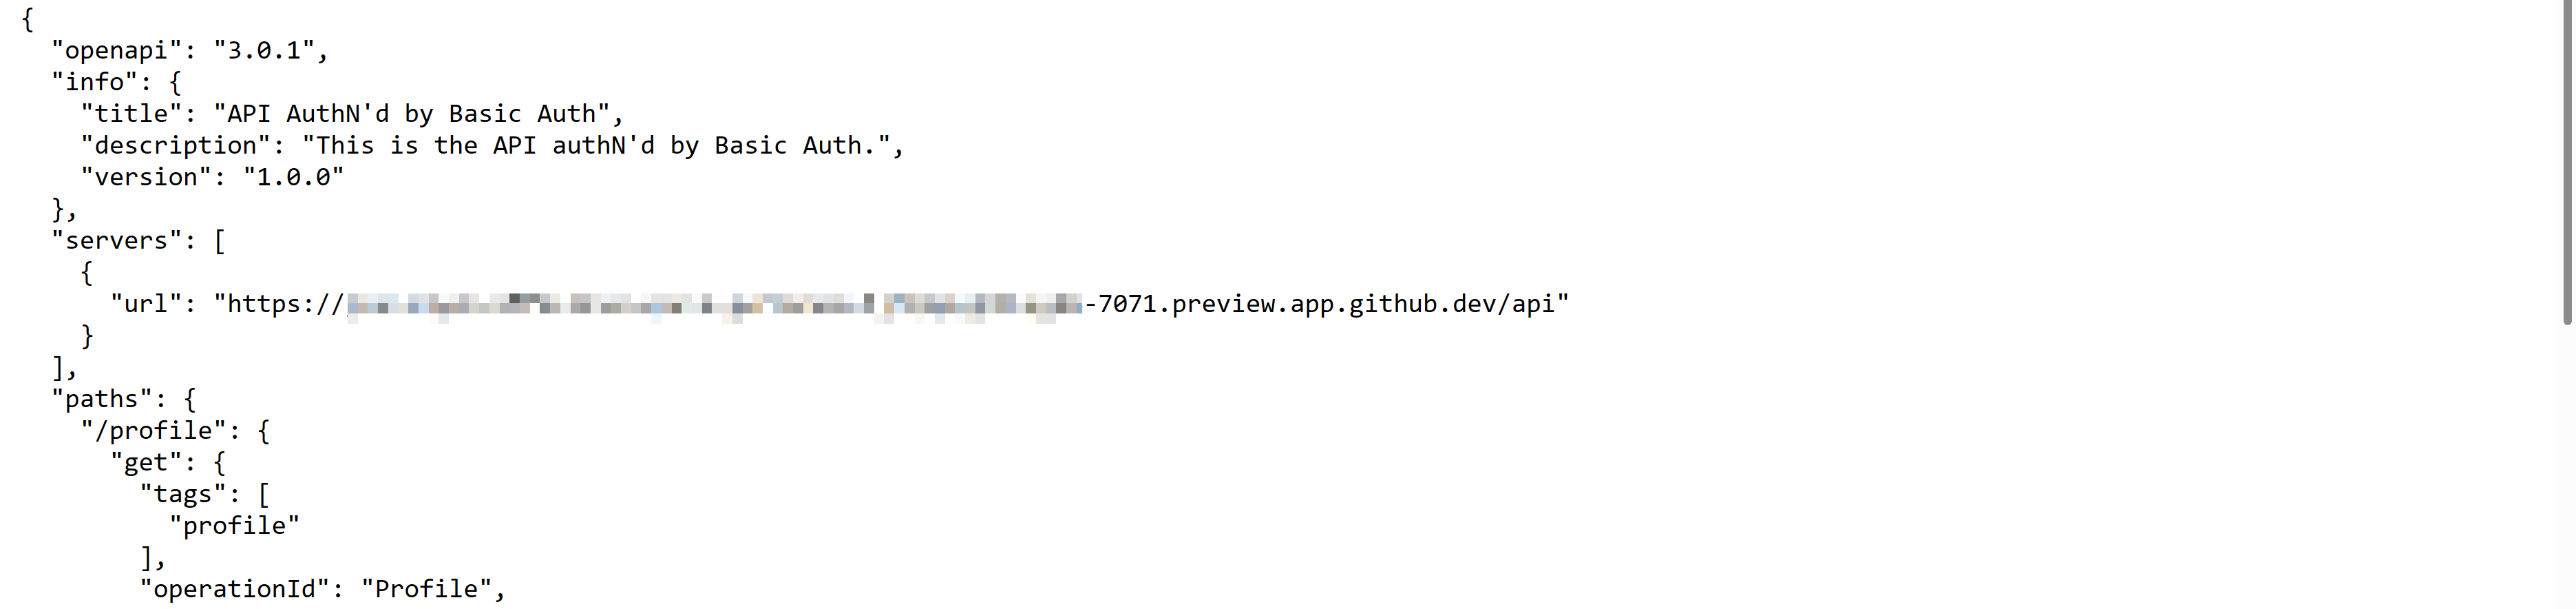 {
"openapi": "3.0.1",
"info": {
"title": "API AuthN'd by Basic Auth",
"description": "This is the API authN'd by Basic Auth.",
"version": "1.0.0"
},
"servers": [
{
"url": "https://-7071.preview.app.github.dev/api"
}
],
"paths": {
"/profile": {
"get": {
"tags": [
"profile"
],
"operationId": "Profile",